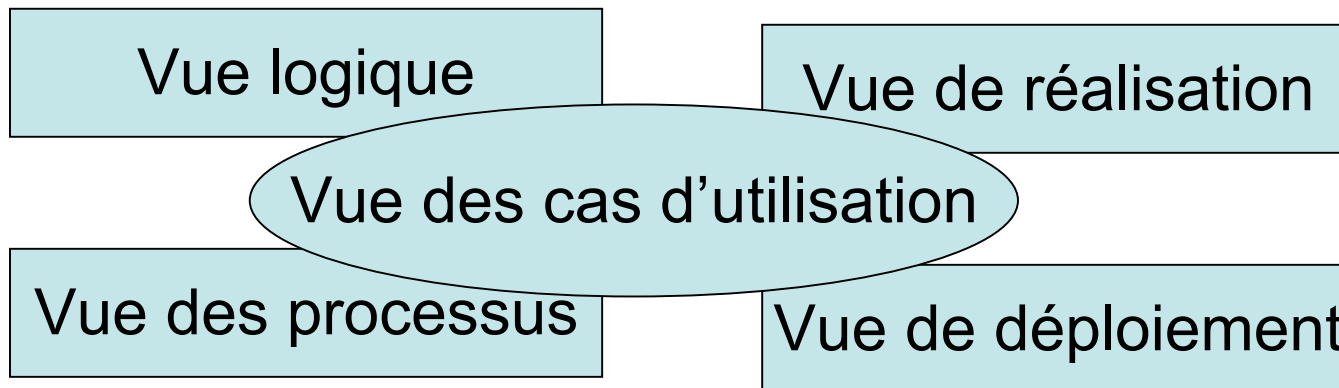 Vue logique
Vue de réalisation
Vue des cas d’utilisation
Vue des processus
Vue de déploiement